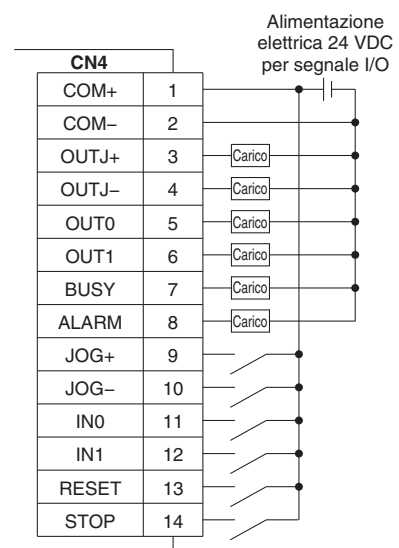 Alimentazione
elettrica 24 VDC
per segnale I/O
CN4
COM+ 1
COM− 2
OUTJ+ 3 Carico
OUTJ− 4 Carico
OUT0 5 Carico
OUT1 6 Carico
BUSY 7 Carico
ALARM 8 Carico
JOG+ 9
JOG− 10
IN0 11
IN1 12
RESET 13
STOP 14